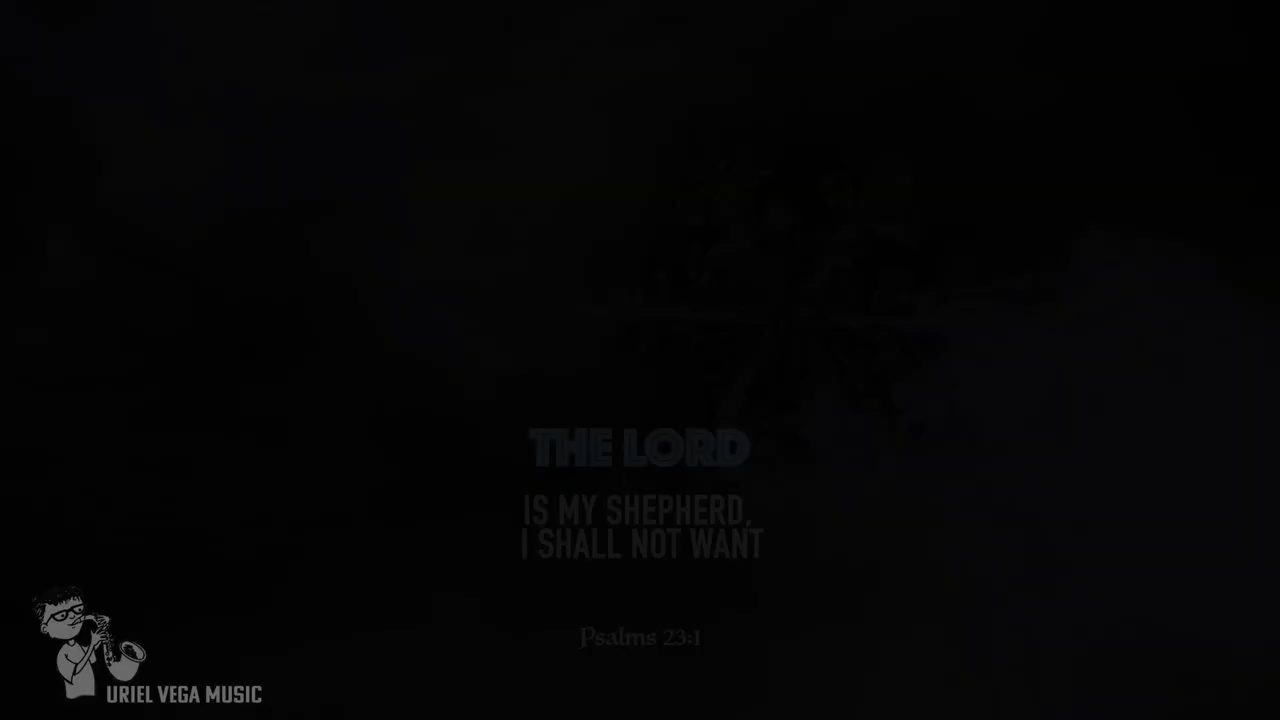 THE LORD
IS MY SHEPHERD,
I SHALL NOT WANT
Psalms 23:1
URIEL VEGA MUSIC